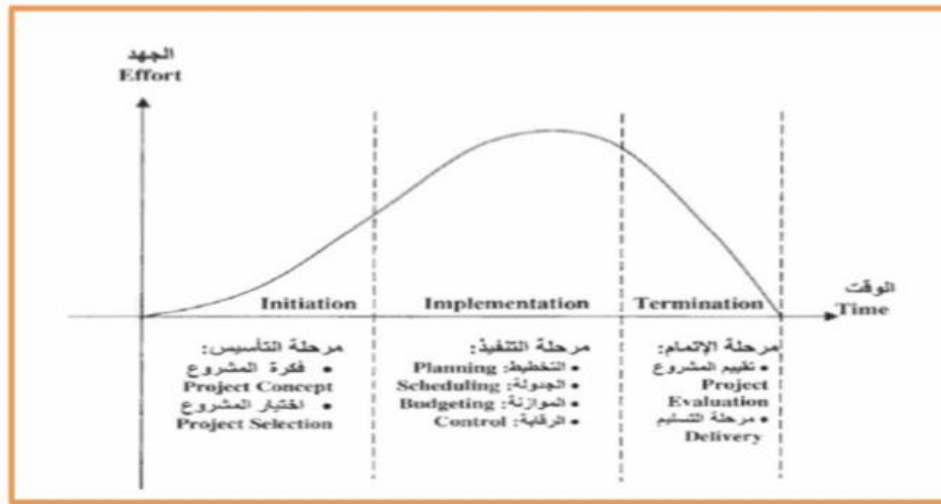 الجهد
Effort
Initiation
Implementation
Termination
الوقت
Time
مرحلة التأسيس:
• فكرة المشروع
Project Concept
• اختيار المشروع
Project Selection
مرحلة التنفيذ:
• التخطيط: Planning
• الجدولة: Scheduling
• الموازنة: Budgeting
• الرقابة: Control
مرحلة الإتمام:
• تقييم المشروع
Project
Evaluation
• مرحلة التسليم
Delivery